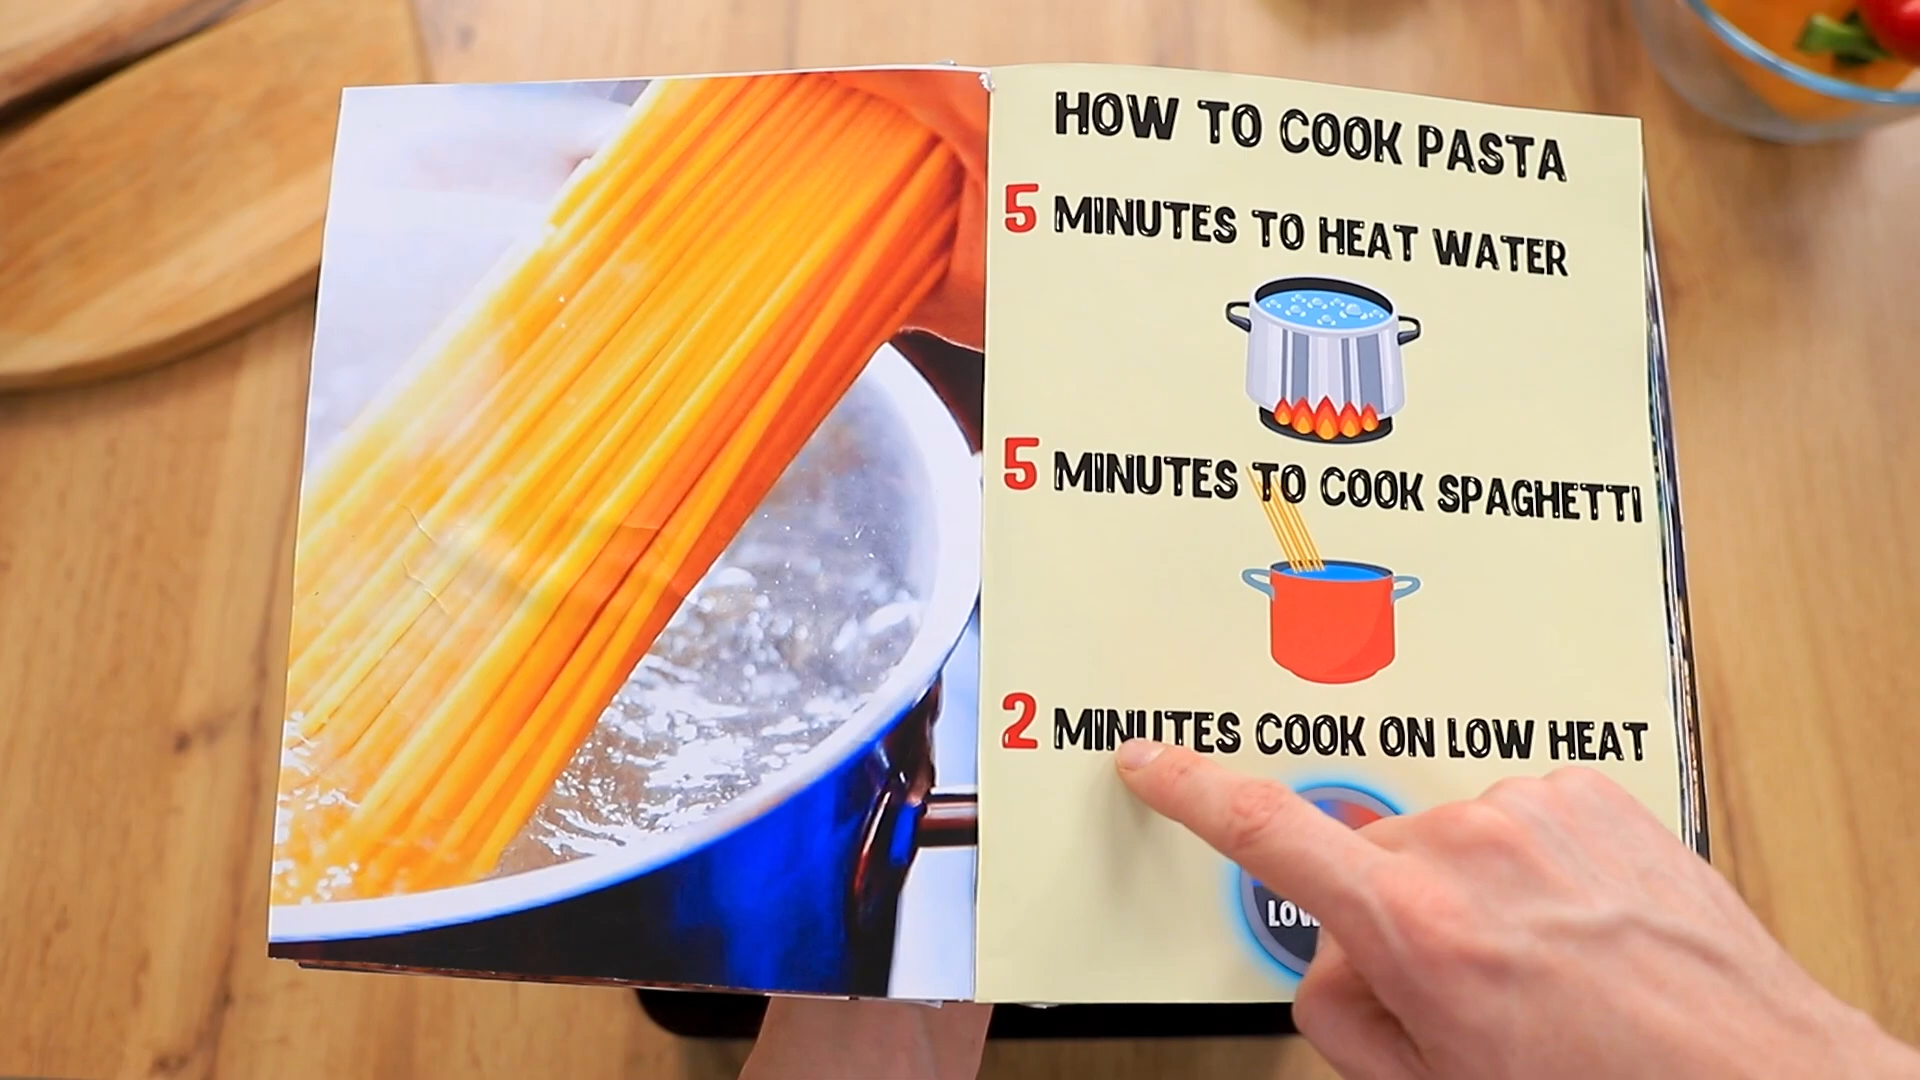 HOW TO COOK PASTA
5 MINUTES TO HEAT WATER
5 MINUTES TO COOK SPAGHETTI
2 MINUTES COOK ON LOW HEAT
LOW